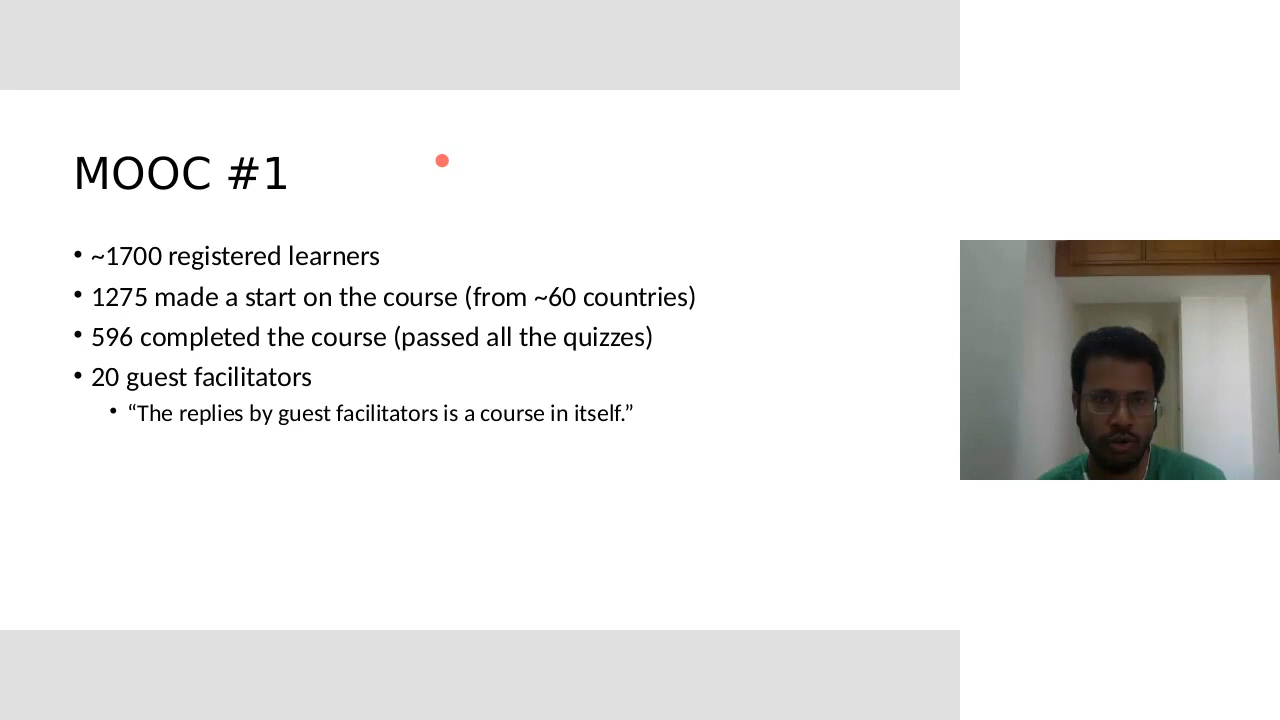 MOOC #1
• ~1700 registered learners
• 1275 made a start on the course (from ~60 countries)
• 596 completed the course (passed all the quizzes)
• 20 guest facilitators
• “The replies by guest facilitators is a course in itself.”